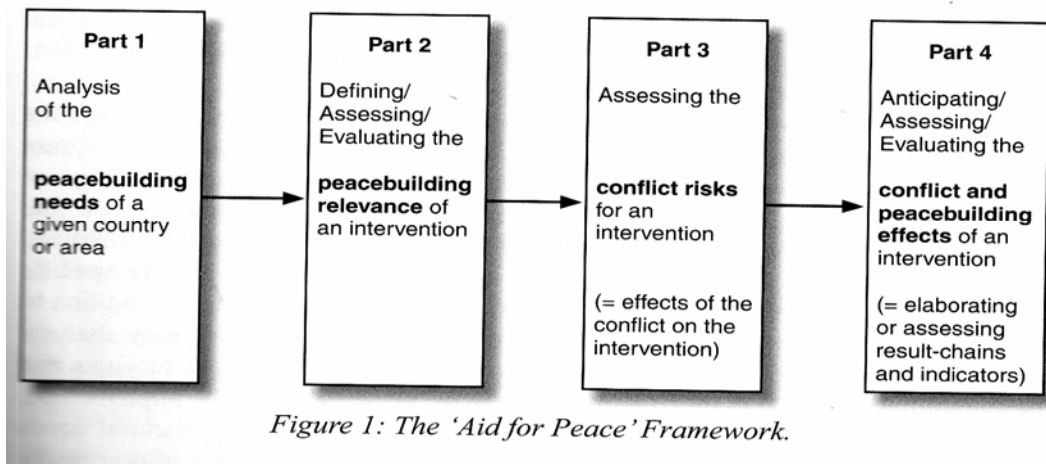 Part 1
Analysis
of the
peacebuilding
needs of a
given country
or area
Part 2
Defining/
Assessing/
Evaluating the
peacebuilding
relevance of
an intervention
Part 3
Assessing the
conflict risks
for an
intervention
(= effects of the
conflict on the
intervention)
Part 4
Anticipating/
Assessing/
Evaluating the
conflict and
peacebuilding
effects of an
intervention
(= elaborating
or assessing
result-chains
and indicators)
Figure 1: The ‘Aid for Peace’ Framework.